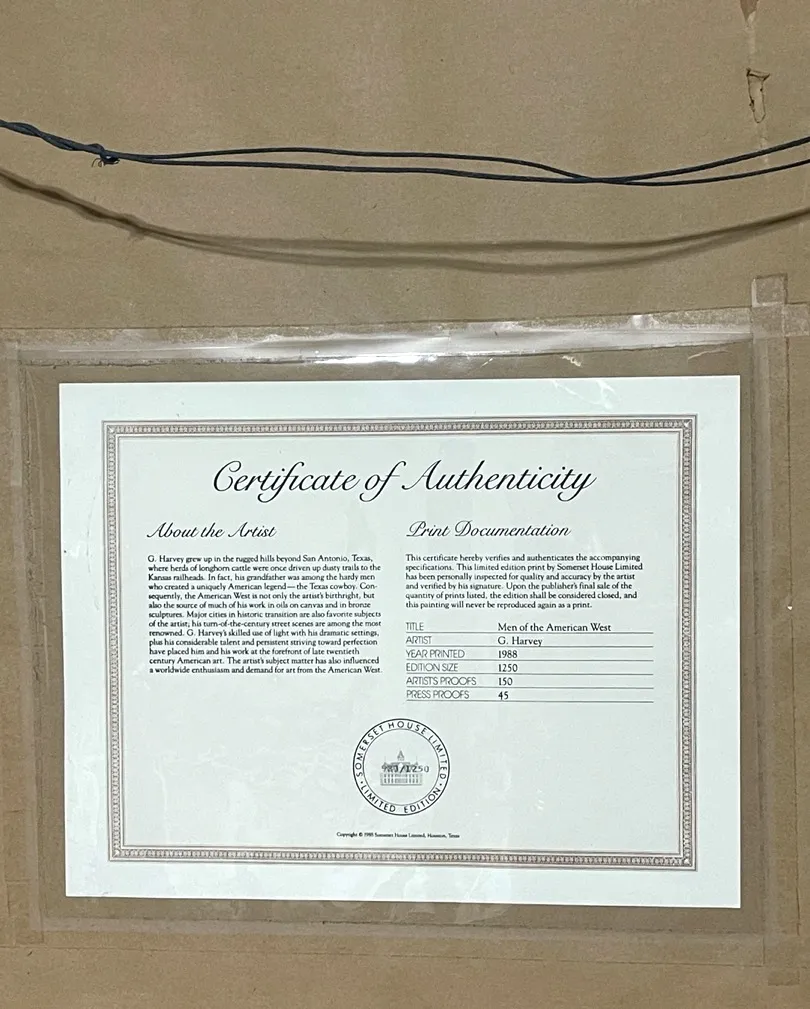 Certificate of Authenticity
About the Artist
G. Harvey grew up in the rugged hills beyond San Antonio, Texas,
where herds of longhorn cattle were once driven up dusty trails to the
Kansas railheads. In fact, his grandfather was among the hardy men
who created a uniquely American legend—the Texas cowboy. Con-
sequently, the American West is not only the artist's birthright, but
also the source of much of his work in oils on canvas and in bronze
sculptures. Major cities in historic transition are also favorite subjects
of the artist; his turn-of-the-century street scenes are among the most
renowned. G. Harvey's skilled use of light with his dramatic settings,
plus his considerable talent and persistent striving toward perfection
have placed him and his work at the forefront of late twentieth
century American art. The artist's subject matter has also influenced
a worldwide enthusiasm and demand for art from the American West.
Print Documentation
This certificate hereby verifies and authenticates the accompanying
specifications. This limited edition print by Somerset House Limited
has been personally inspected for quality and accuracy by the artist
and verified by his signature. Upon the publisher's final sale of the
quantity of prints listed, the edition shall be considered closed, and
this painting will never be reproduced again as a print.
TITLE Men of the American West
ARTIST G. Harvey
YEAR PRINTED 1988
EDITION SIZE 1250
ARTIST'S PROOFS 150
PRESS PROOFS 45
SOMERSET HOUSE LIMITED
/1250
LIMITED EDITION
Copyright © Somerset House Limited, Houston, Texas